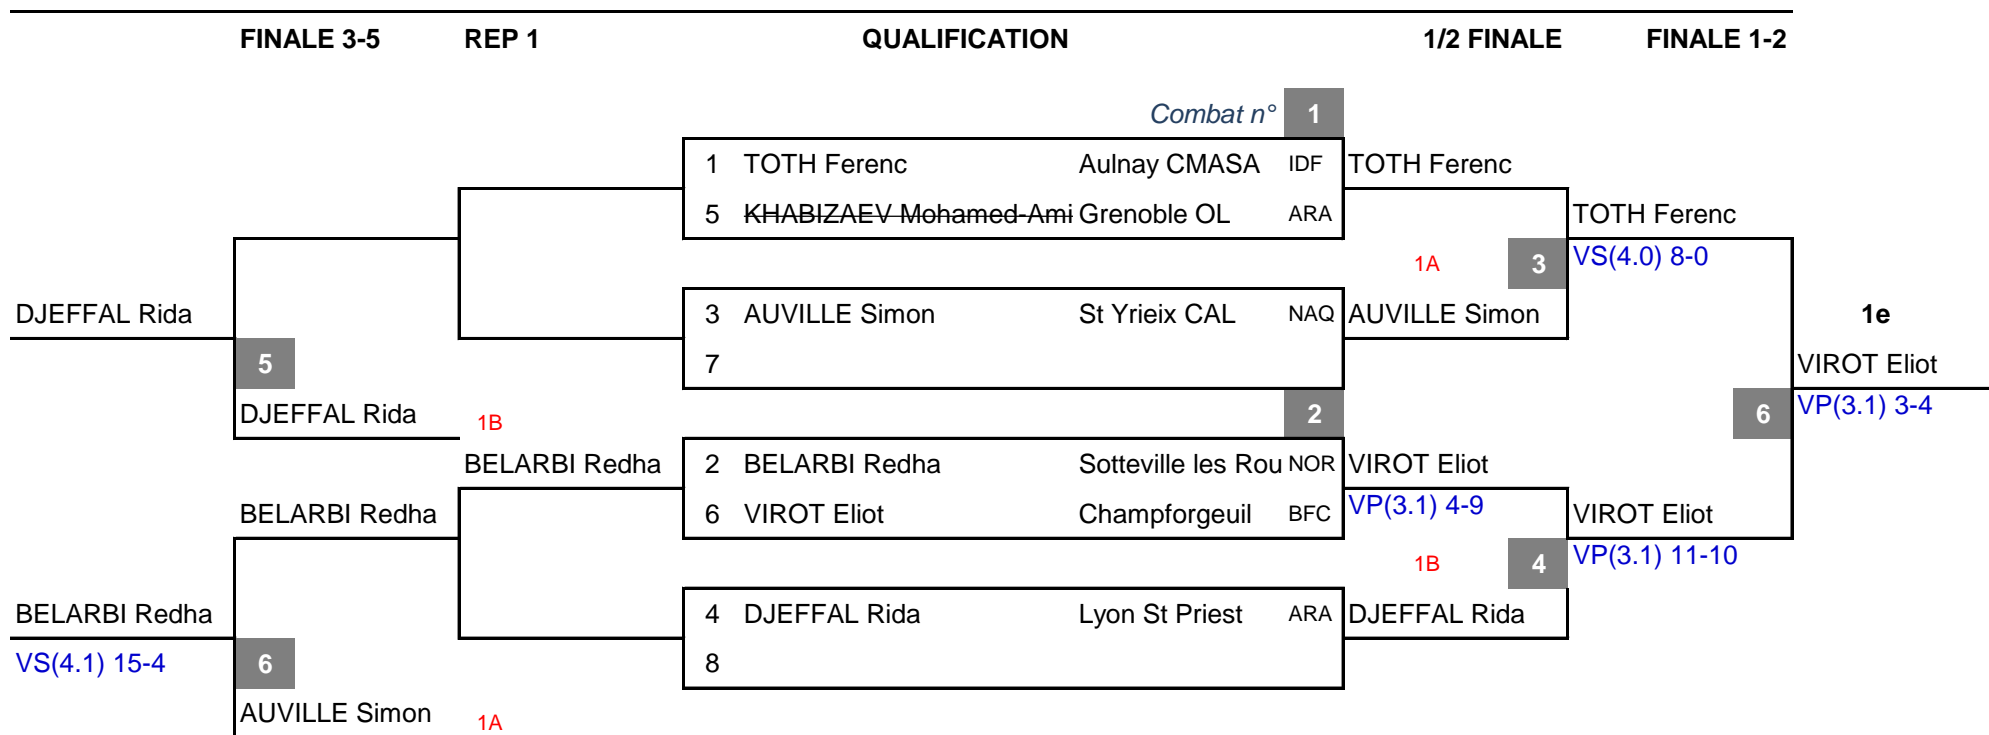 FINALE 3-5 REP 1 QUALIFICATION 1/2 FINALE FINALE 1-2
Combat n° 1
1 TOTH Ferenc Aulnay CMASA IDF TOTH Ferenc
5 KHABIZAEV Mohamed-Ami Grenoble OL ARA TOTH Ferenc
1A 3 VS(4.0) 8-0
DJEFFAL Rida 3 AUVILLE Simon St Yrieix CAL NAQ AUVILLE Simon 1e
5 7 VIROT Eliot
DJEFFAL Rida 1B 2 6 VP(3.1) 3-4
BELARBI Redha 2 BELARBI Redha Sotteville les Rou NOR VIROT Eliot
BELARBI Redha 6 VIROT Eliot Champforgeuil BFC VP(3.1) 4-9 VIROT Eliot
1B 4 VP(3.1) 11-10
BELARBI Redha 4 DJEFFAL Rida Lyon St Priest ARA DJEFFAL Rida
VS(4.1) 15-4 6 8
AUVILLE Simon 1A